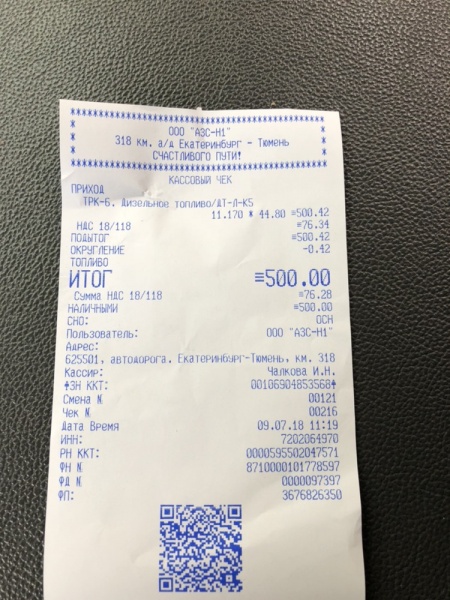 ООО "АЗС-Н1"
318 км. а/д Екатеринбург - Тюмень
СЧАСТЛИВОГО ПУТИ!
КАССОВЫЙ ЧЕК
ПРИХОД
ТРК-6. Дизельное топливо/ДТ-Л-К5
11.170 * 44.80 =500.42
НДС 18/118 =76.34
ПОДЫТОГ =500.42
ОКРУГЛЕНИЕ -0.42
ТОПЛИВО
ИТОГ =500.00
Сумма НДС 18/118 =76.28
НАЛИЧНЫМИ =500.00
СНО: ОСН
Пользователь: ООО "АЗС-Н1"
Адрес:
625501, автодорога. Екатеринбург-Тюмень, км. 318
Кассир: Чалкова И.Н.
ЗН ККТ: 00106904853568
Смена N 00121
Чек N 00216
Дата Время 09.07.18 11:19
ИНН: 7202064970
РН ККТ: 0000595502047571
ФН N 8710000101778597
ФД N 0000097397
ФП: 3676826350